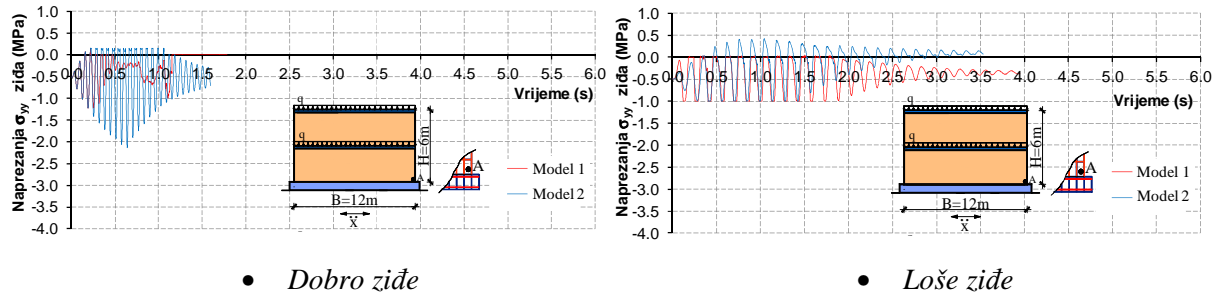 Naprezanja σyy zida (MPa)
1.0
0.5
0.0
-0.5
-1.0
-1.5
-2.0
-2.5
-3.0
-3.5
-4.0
0.0 0.5 1.0 1.5 2.0 2.5 3.0 3.5 4.0 4.5 5.0 5.5 6.0
Vrijeme (s)
q
q
H=6m
A
A
B=12m
ẍ
Model 1
Model 2
• Dobro ziđe
Naprezanja σyy zida (MPa)
1.0
0.5
0.0
-0.5
-1.0
-1.5
-2.0
-2.5
-3.0
-3.5
-4.0
0.0 0.5 1.0 1.5 2.0 2.5 3.0 3.5 4.0 4.5 5.0 5.5 6.0
Vrijeme (s)
q
q
H=6m
A
A
B=12m
ẍ
Model 1
Model 2
• Loše ziđe